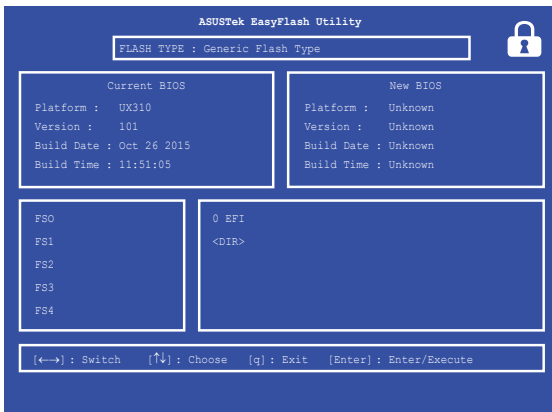 ASUSTek EasyFlash Utility
FLASH TYPE : Generic Flash Type
Current BIOS
Platform : UX310
Version : 101
Build Date : Oct 26 2015
Build Time : 11:51:05
New BIOS
Platform : Unknown
Version : Unknown
Build Date : Unknown
Build Time : Unknown
FS0
FS1
FS2
FS3
FS4
0 EFI
<DIR>
[←→] : Switch [↑↓] : Choose [q] : Exit [Enter] : Enter/Execute